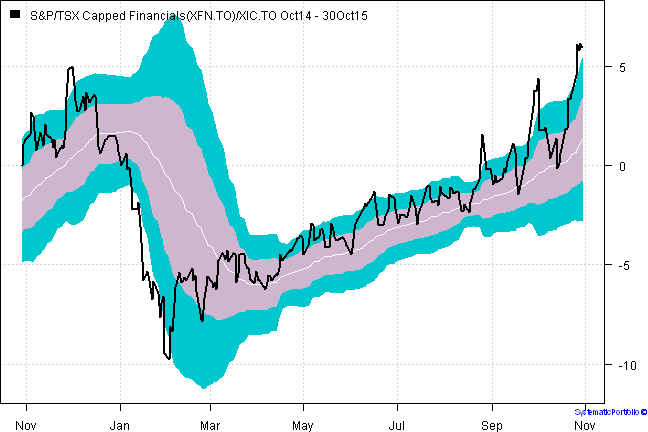 S&P/TSX Capped Financials(XFN.TO)/XIC.TO Oct14 - 30Oct15
5
0
-5
-10
Nov Jan Mar May Jul Sep Nov
SystematicPortfolio ©